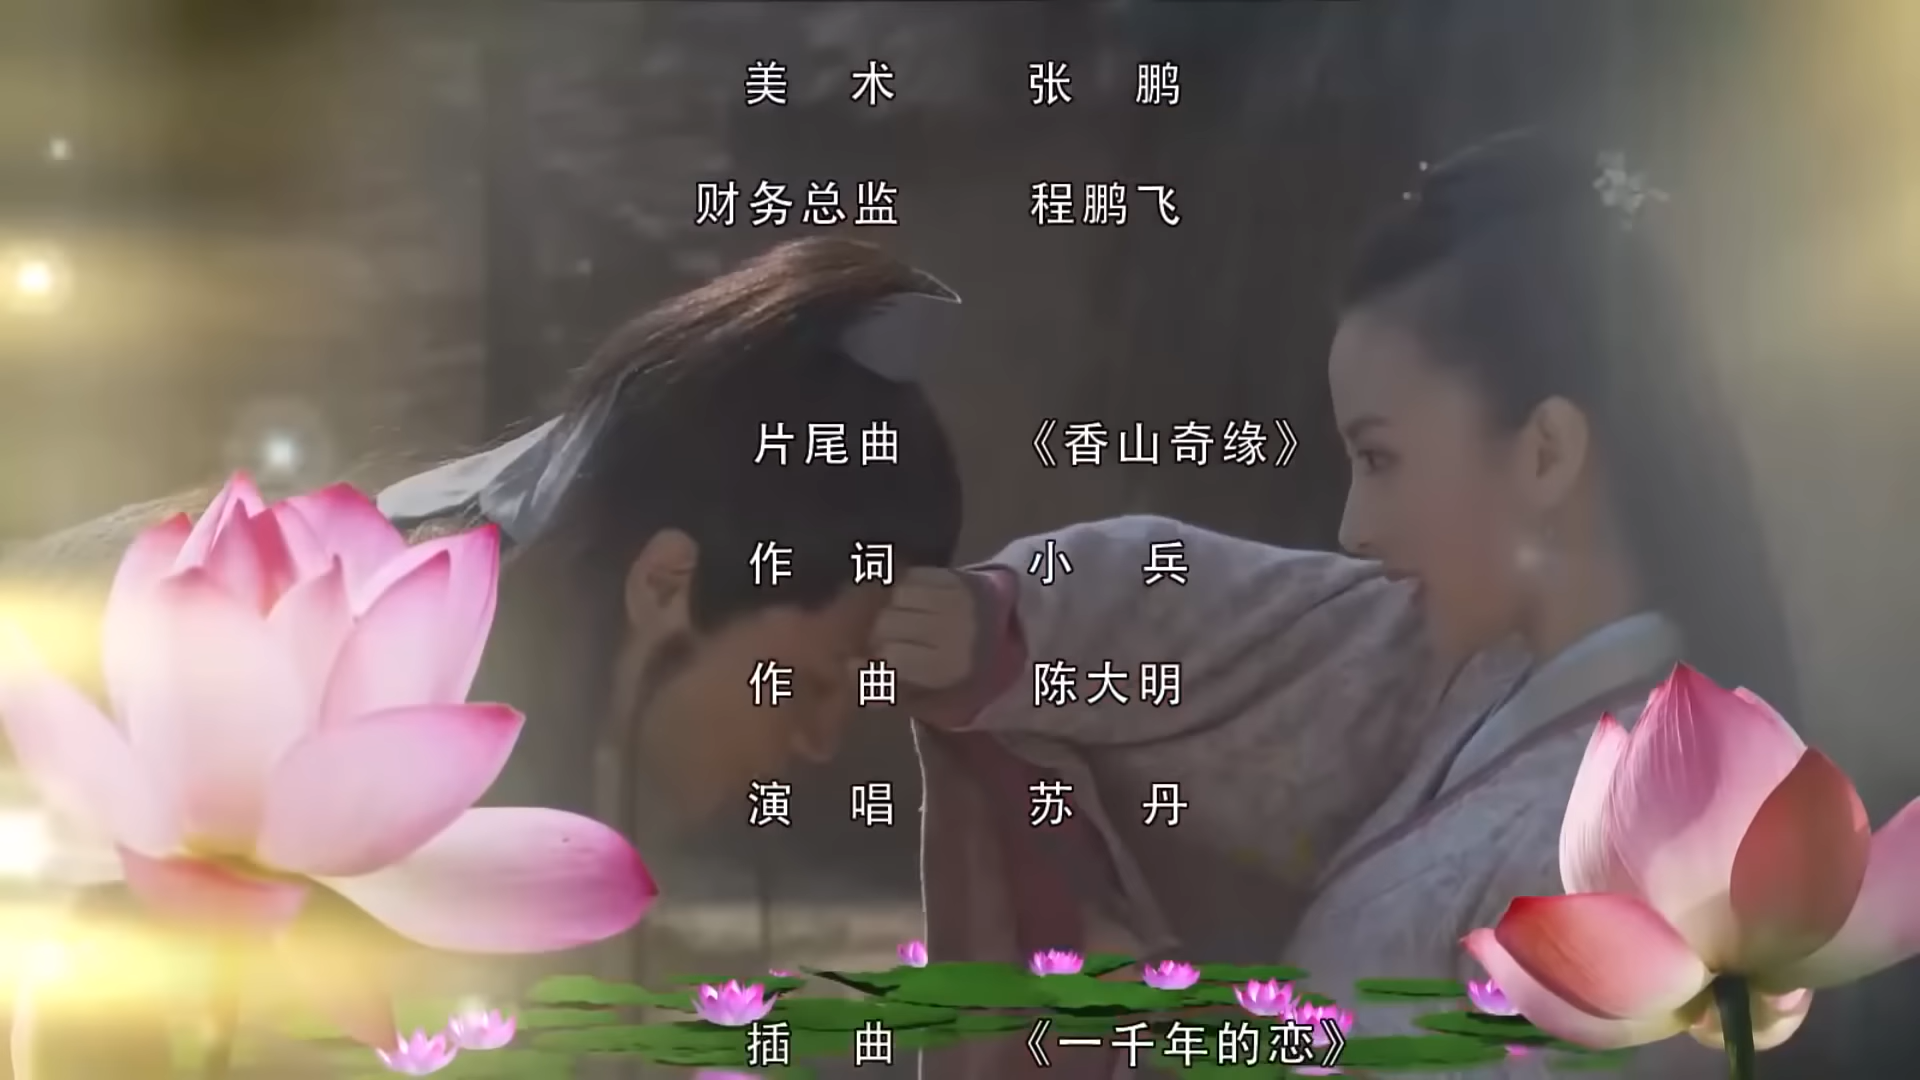 美术 张鹏
财务总监 程鹏飞
片尾曲 《香山奇缘》
作词 小兵
作曲 陈大明
演唱 苏丹
插曲 《一千年的恋》